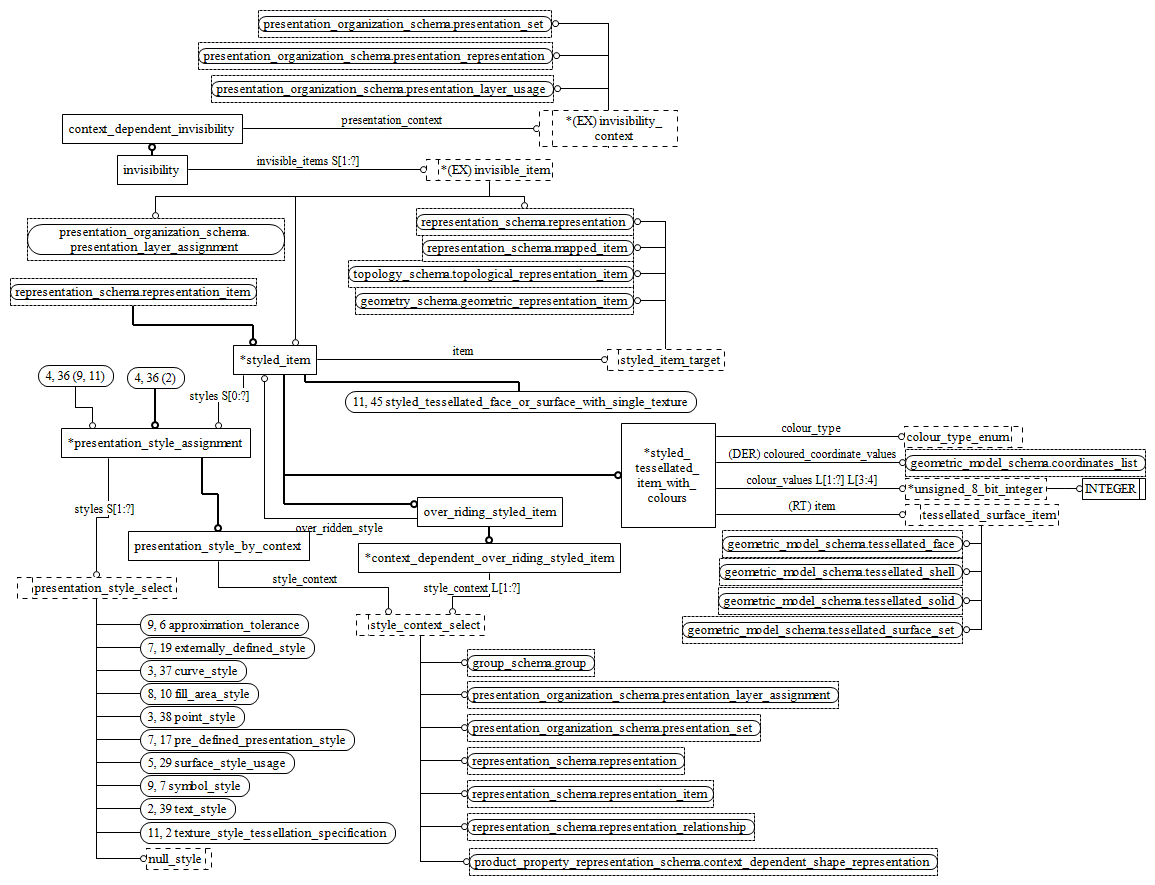 presentation_organization_schema.presentation_set
presentation_organization_schema.presentation_representation
presentation_organization_schema.presentation_layer_usage
context_dependent_invisibility
presentation_context
*(EX) invisibility_
context
invisibility
invisible_items S[1:?]
*(EX) invisible_item
presentation_organization_schema.
presentation_layer_assignment
representation_schema.representation
representation_schema.mapped_item
topology_schema.topological_representation_item
geometry_schema.geometric_representation_item
representation_schema.representation_item
*styled_item
item
styled_item_target
4, 36 (9, 11)
4, 36 (2)
styles S[0:?]
11, 45 styled_tessellated_face_or_surface_with_single_texture
*presentation_style_assignment
*styled_
tessellated_
item_with_
colours
colour_type
colour_type_enum
(DER) coloured_coordinate_values
geometric_model_schema.coordinates_list
colour_values L[1:?] L[3:4]
*unsigned_8_bit_integer
INTEGER
(RT) item
tessellated_surface_item
styles S[1:?]
over_riding_styled_item
over_ridden_style
presentation_style_by_context
*context_dependent_over_riding_styled_item
geometric_model_schema.tessellated_face
geometric_model_schema.tessellated_shell
geometric_model_schema.tessellated_solid
geometric_model_schema.tessellated_surface_set
presentation_style_select
style_context
style_context L[1:?]
style_context_select
9, 6 approximation_tolerance
7, 19 externally_defined_style
3, 37 curve_style
8, 10 fill_area_style
3, 38 point_style
7, 17 pre_defined_presentation_style
5, 29 surface_style_usage
9, 7 symbol_style
2, 39 text_style
11, 2 texture_style_tessellation_specification
null_style
group_schema.group
presentation_organization_schema.presentation_layer_assignment
presentation_organization_schema.presentation_set
representation_schema.representation
representation_schema.representation_item
representation_schema.representation_relationship
product_property_representation_schema.context_dependent_shape_representation